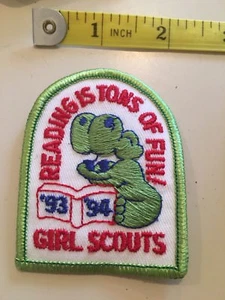 1
INCH
2
READING IS TONS OF FUN!
'93 '94
GIRL SCOUTS